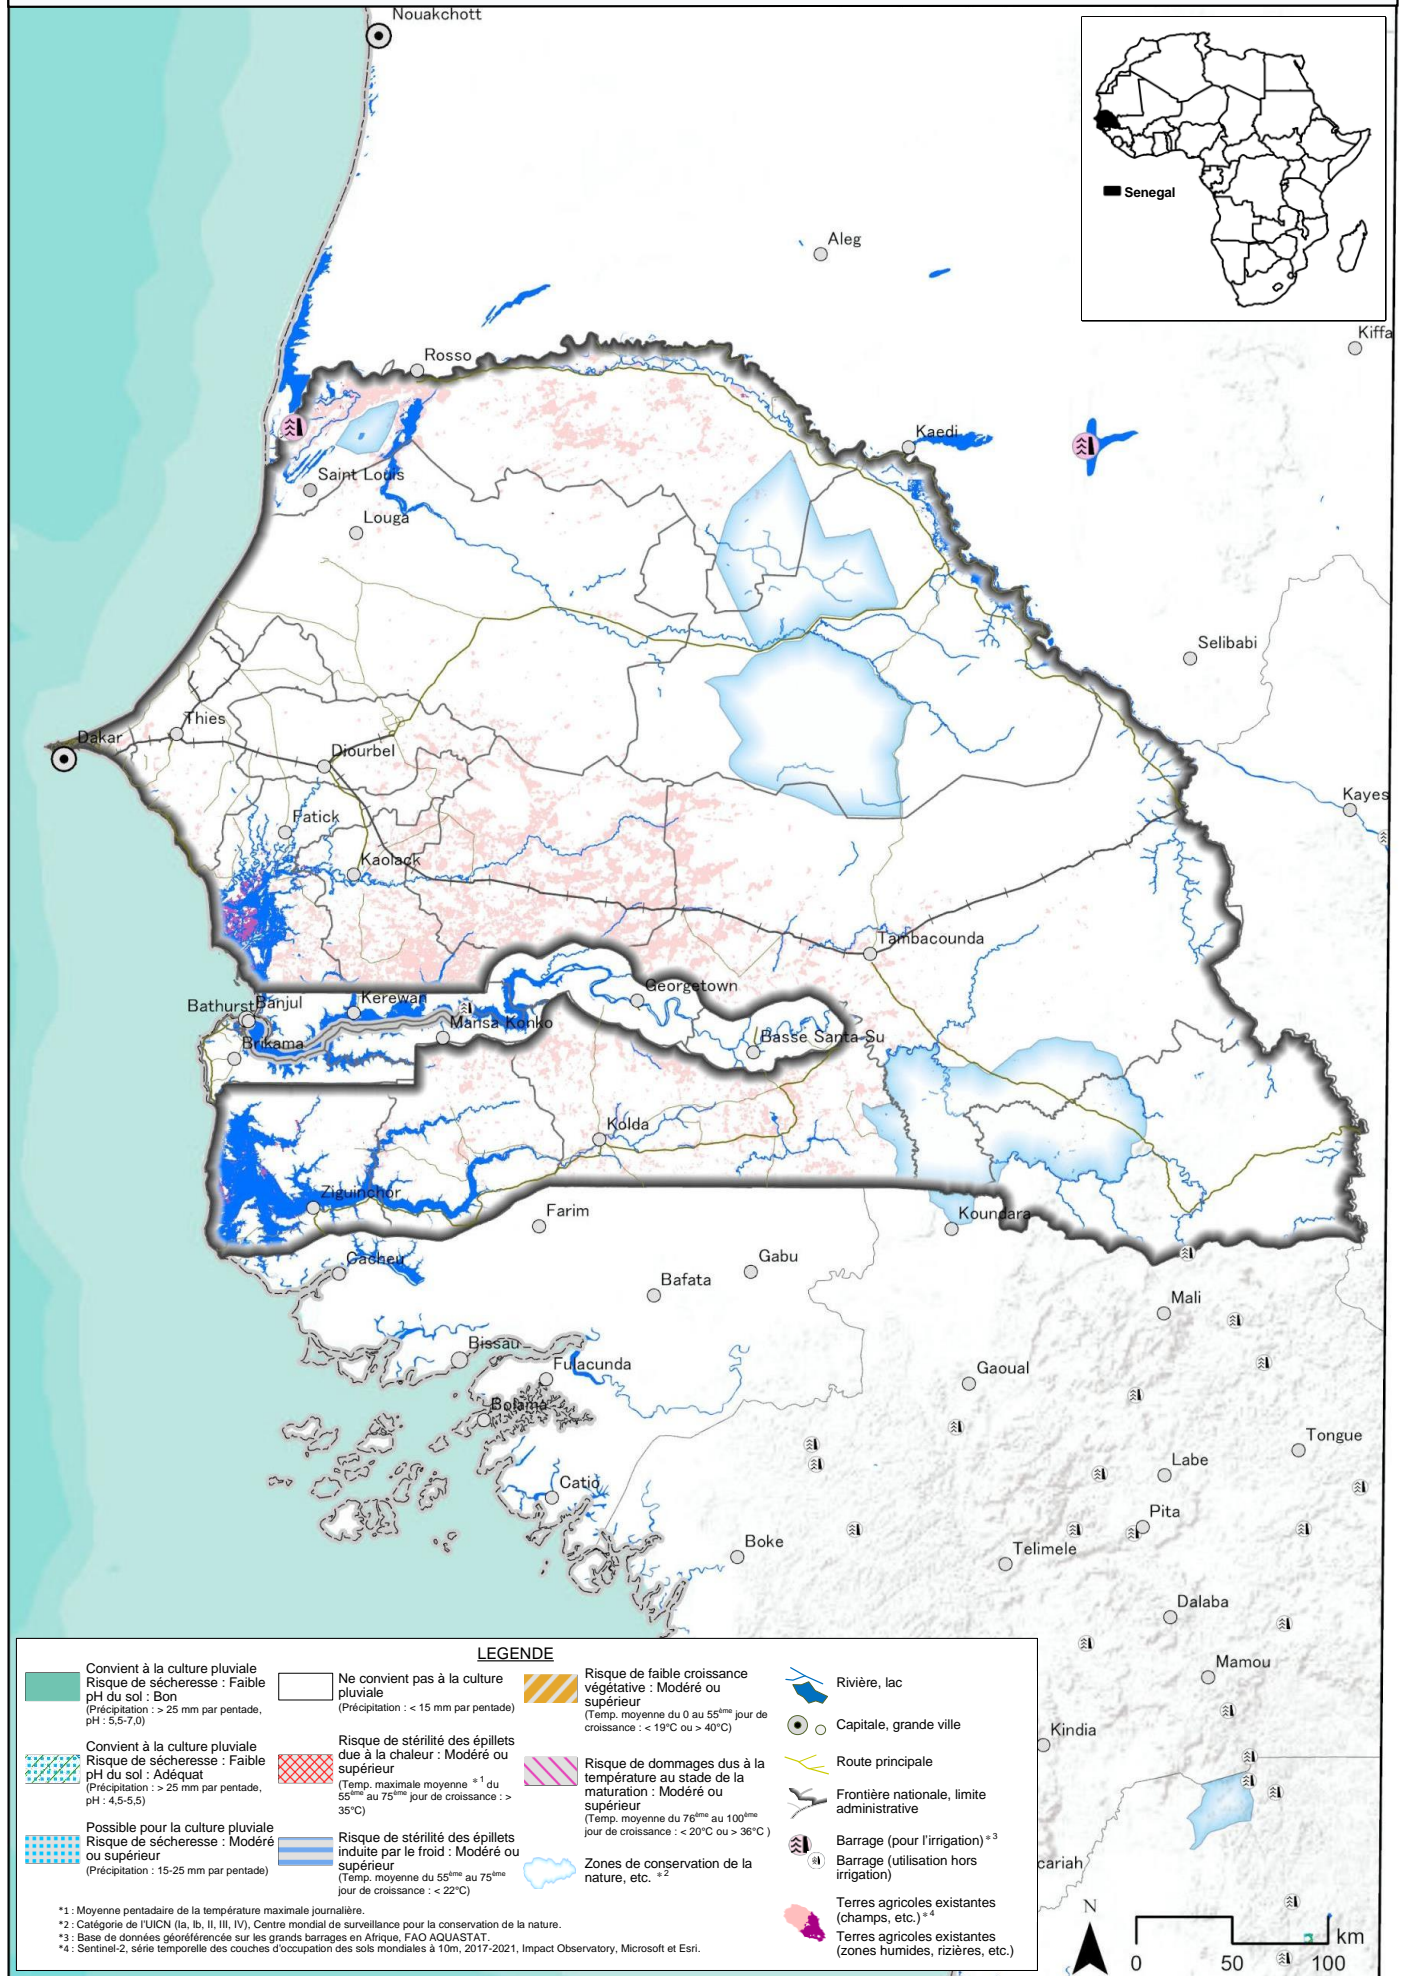 Nouakchott
Senegal
Aleg
Kiffa
Rosso
Kaedi
Saint Louis
Louga
Selibabi
Thies
Dakar
Diourbel
Kayes
Fatick
Kaolack
Tambacounda
Georgetown
Bathurst
Banjul
Kerewan
Mansa Konko
Basse Santa Su
Brikama
Kolda
Ziguinchor
Farim
Koundara
Cacheu
Gabu
Bafata
Mali
Bissau
Fulacunda
Gaoual
Bolama
Tongue
Labe
Catio
Pita
Boke
Telimele
Dalaba
Mamou
Kindia
cariah
LEGENDE
Convient à la culture pluviale
Risque de sécheresse : Faible
pH du sol : Bon
(Précipitation : > 25 mm par pentade,
pH : 5,5-7,0)
Convient à la culture pluviale
Risque de sécheresse : Faible
pH du sol : Adéquat
(Précipitation : > 25 mm par pentade,
pH : 4,5-5,5)
Possible pour la culture pluviale
Risque de sécheresse : Modéré
ou supérieur
(Précipitation : 15-25 mm par pentade)
Ne convient pas à la culture
pluviale
(Précipitation : < 15 mm par pentade)
Risque de stérilité des épillets
due à la chaleur : Modéré ou
supérieur
(Temp. maximale moyenne *1 du
55ème au 75ème jour de croissance : >
35°C)
Risque de stérilité des épillets
induite par le froid : Modéré ou
supérieur
(Temp. moyenne du 55ème au 75ème
jour de croissance : < 22°C)
Risque de faible croissance
végétative : Modéré ou
supérieur
(Temp. moyenne du 0 au 55ème jour de
croissance : < 19°C ou > 40°C)
Risque de dommages dus à la
température au stade de la
maturation : Modéré ou
supérieur
(Temp. moyenne du 76ème au 100ème
jour de croissance : < 20°C ou > 36°C )
Zones de conservation de la
nature, etc. *2
Rivière, lac
Capitale, grande ville
Route principale
Frontière nationale, limite
administrative
Barrage (pour l'irrigation)*3
Barrage (utilisation hors
irrigation)
Terres agricoles existantes
(champs, etc.)*4
Terres agricoles existantes
(zones humides, rizières, etc.)
*1 : Moyenne pentadaire de la température maximale journalière.
*2 : Catégorie de l'UICN (Ia, Ib, II, III, IV), Centre mondial de surveillance pour la conservation de la nature.
*3 : Base de données géoréférencée sur les grands barrages en Afrique, FAO AQUASTAT.
*4 : Sentinel-2, série temporelle des couches d'occupation des sols mondiales à 10m, 2017-2021, Impact Observatory, Microsoft et Esri.
N
km
0 50 100